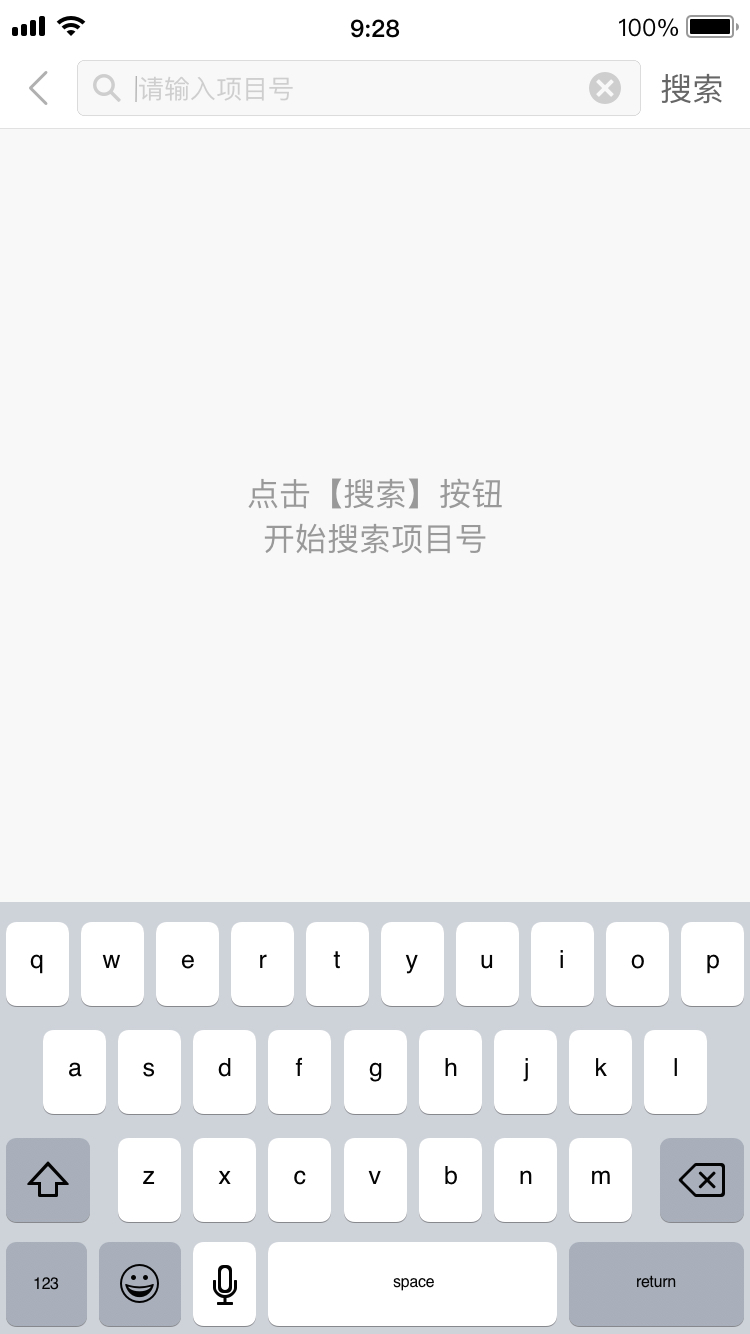 9:28
100%
请输入项目号
搜索
点击【搜索】按钮
开始搜索项目号
q w e r t y u i o p
a s d f g h j k l
z x c v b n m
123 space return